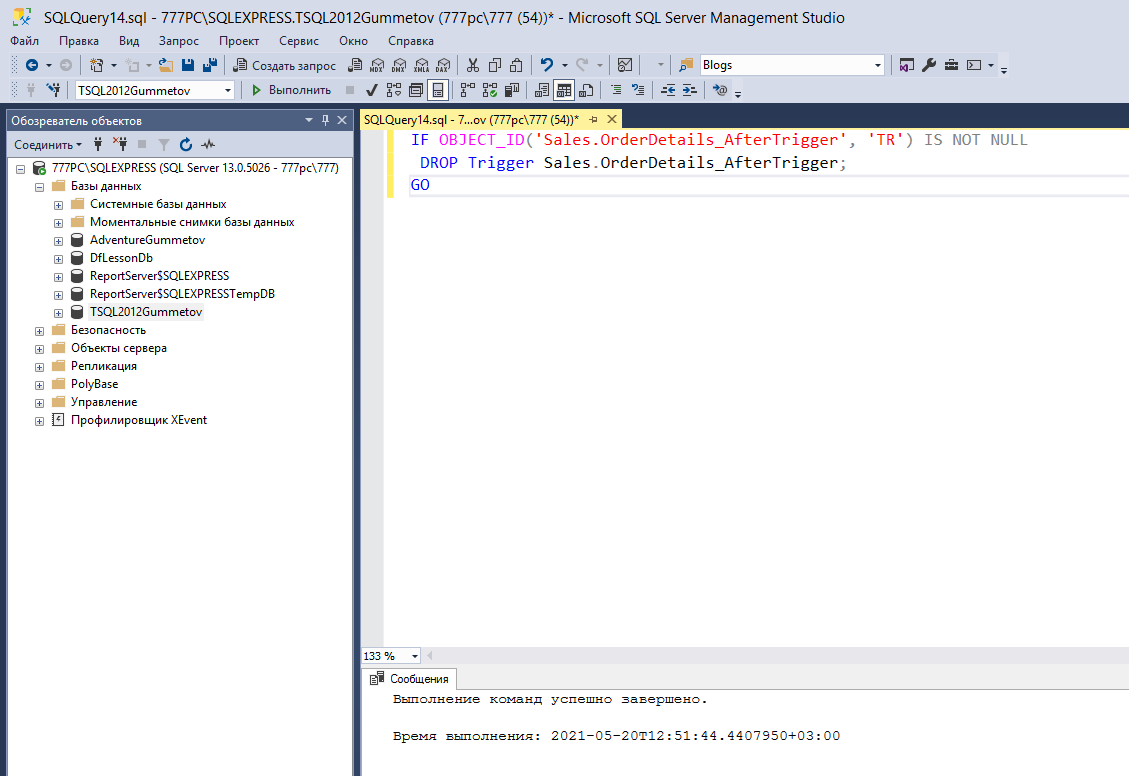 SQLQuery14.sql - 777PC\SQLEXPRESS.TSQL2012Gummetov (777pc\777 (54))* - Microsoft SQL Server Management Studio
Файл Правка Вид Запрос Проект Сервис Окно Справка
Создать запрос MDX DMX XMLA DAX Blogs
TSQL2012Gummetov Выполнить
Обозреватель объектов
Соединить
777PC\SQLEXPRESS (SQL Server 13.0.5026 - 777pc\777)
Базы данных
Системные базы данных
Моментальные снимки базы данных
AdventureGummetov
DfLessonDb
ReportServer$SQLEXPRESS
ReportServer$SQLEXPRESSTempDB
TSQL2012Gummetov
Безопасность
Объекты сервера
Репликация
PolyBase
Управление
Профилировщик XEvent
SQLQuery14.sql - 7...ov (777pc\777 (54))*
IF OBJECT_ID('Sales.OrderDetails_AfterTrigger', 'TR') IS NOT NULL
DROP Trigger Sales.OrderDetails_AfterTrigger;
GO
133 %
Сообщения
Выполнение команд успешно завершено.
Время выполнения: 2021-05-20T12:51:44.4407950+03:00